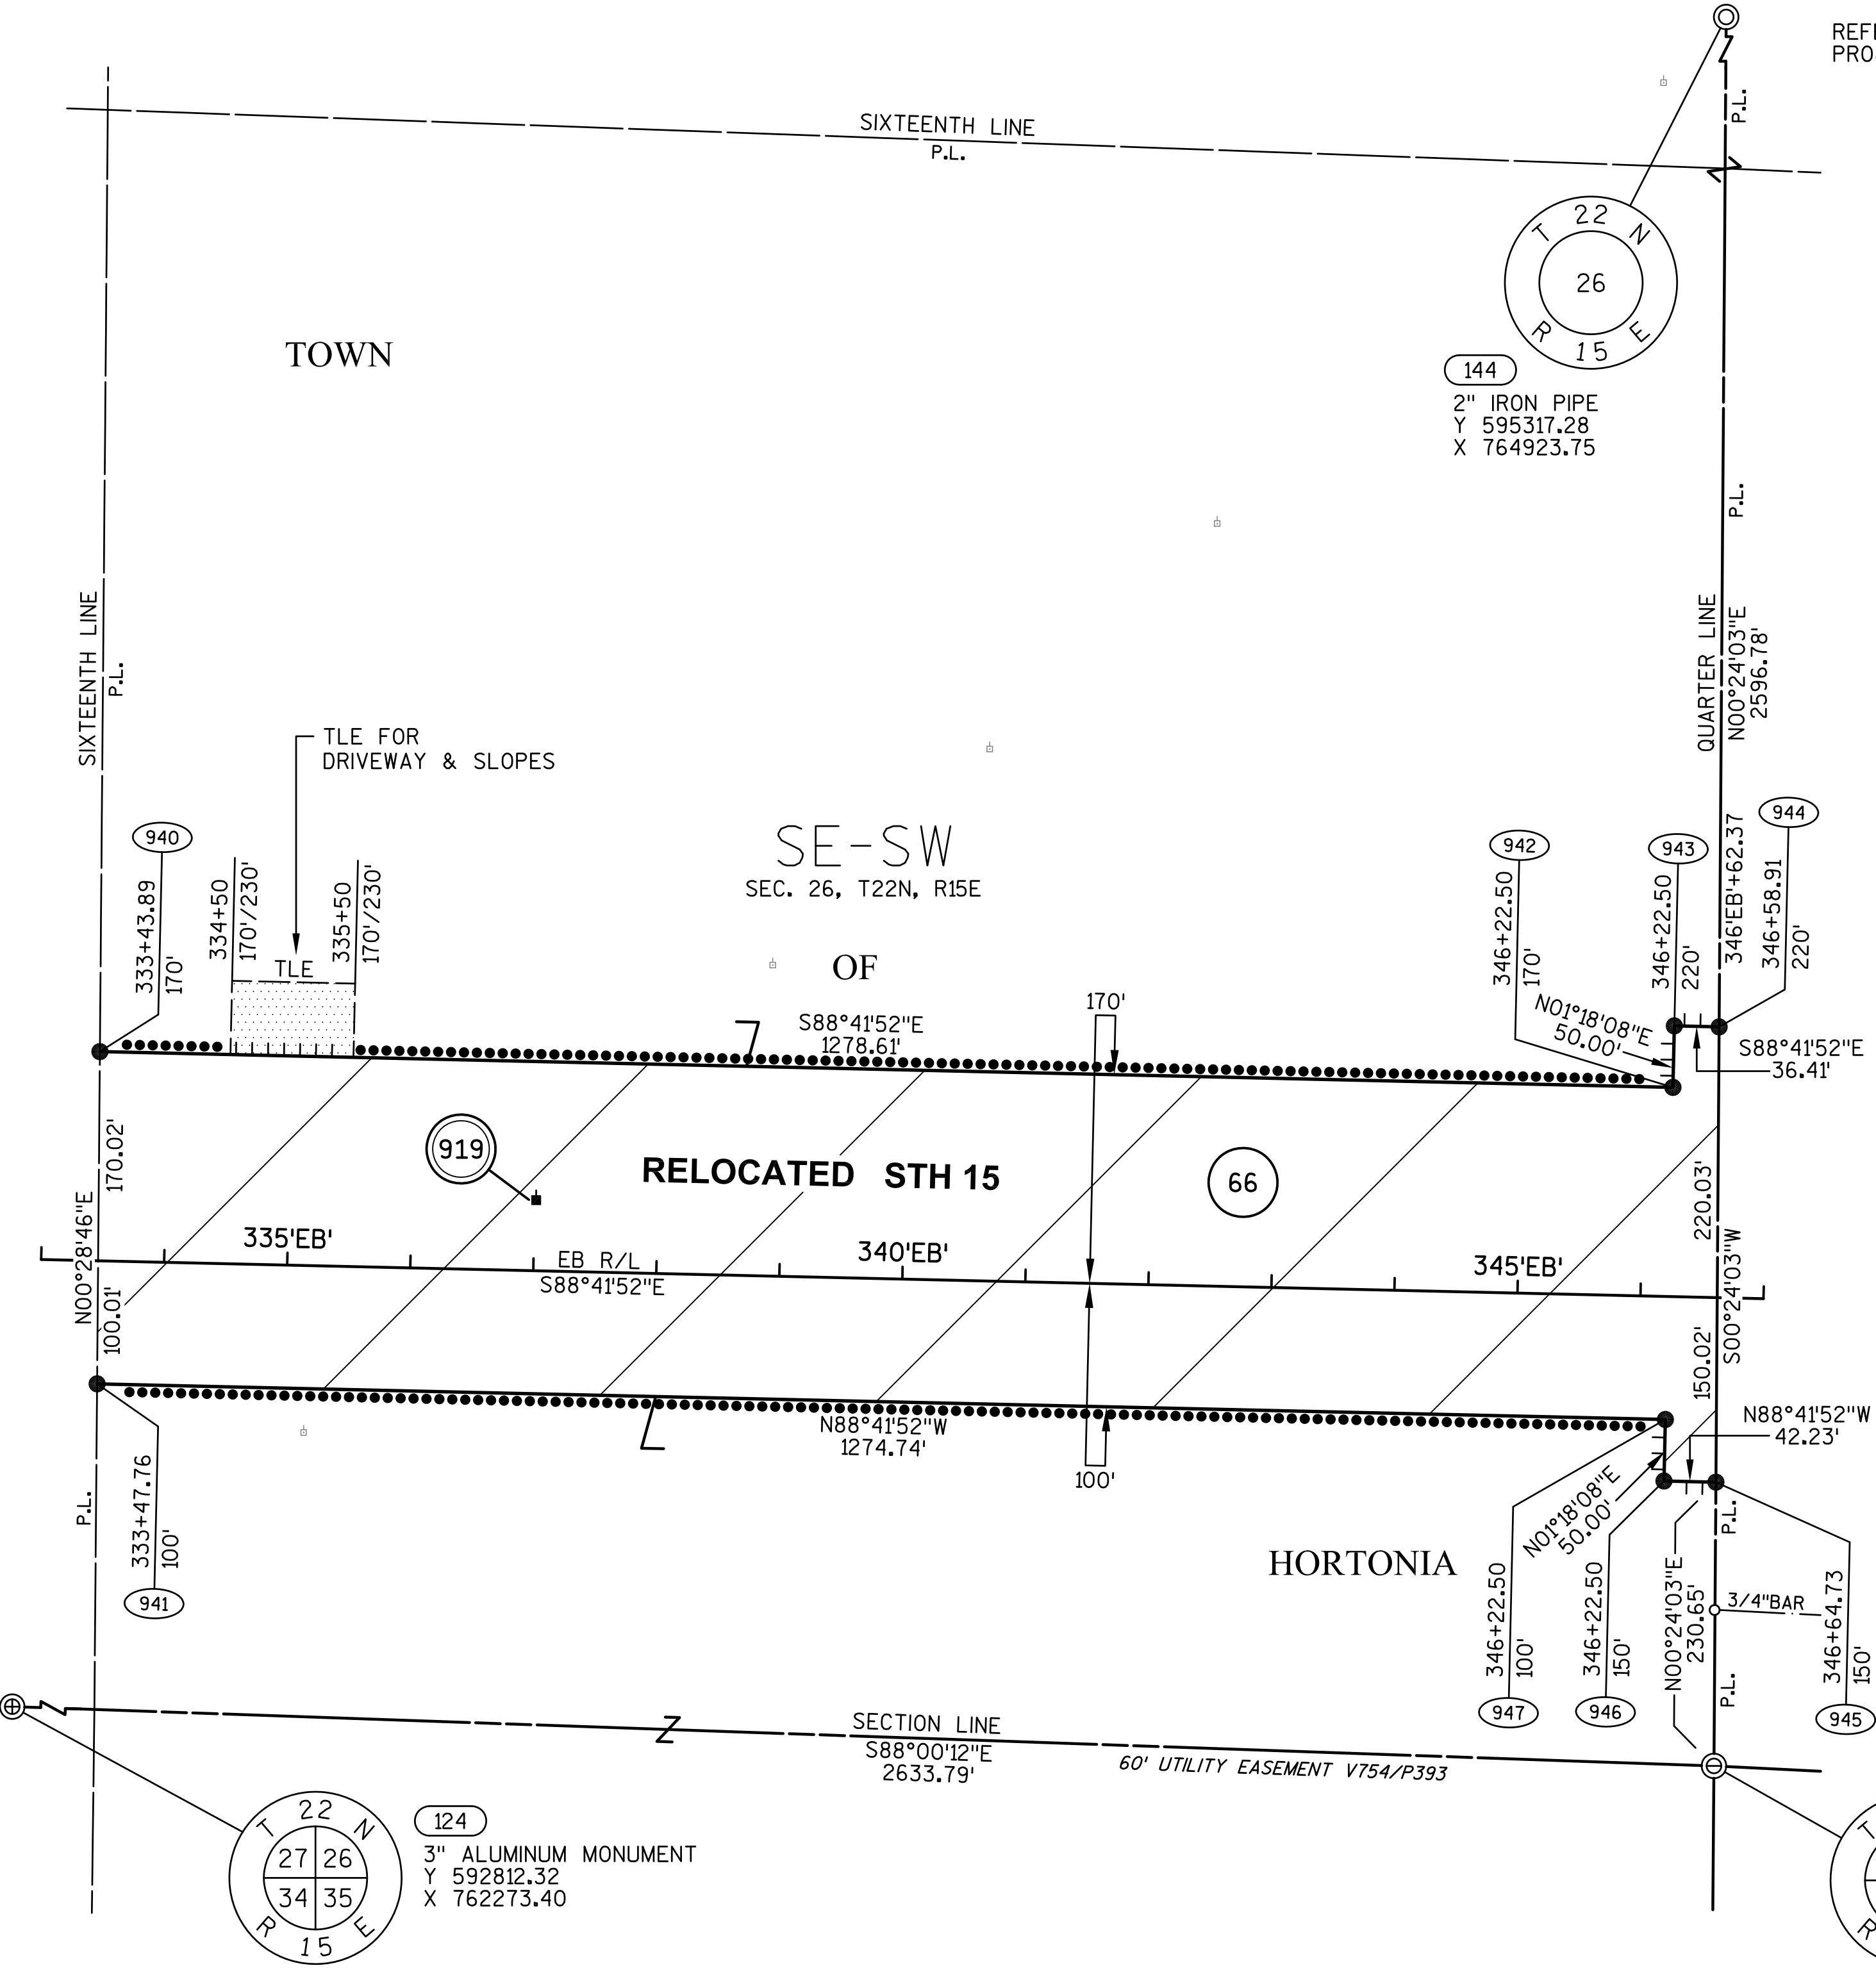 SIXTEENTH LINE
P.L.
P.L.
T 22 N
26
R 15 E
TOWN
144
2" IRON PIPE
Y 595317.28
X 764923.75
P.L.
SIXTEENTH LINE
P.L.
QUARTER LINE
N00°24'03"E
2596.78'
TLE FOR
DRIVEWAY & SLOPES
940
333+43.89
170'
334+50
170'/230'
335+50
170'/230'
TLE
SE-SW
SEC. 26, T22N, R15E
OF
942
346+22.50
170'
943
346+22.50
220'
346'EB'+62.37
944
346+58.91
220'
170'
S88°41'52"E
1278.61'
N01°18'08"E
50.00'
S88°41'52"E
36.41'
170.02'
919
RELOCATED STH 15
66
220.03'
N00°28'46"E
335'EB'
EB R/L
S88°41'52"E
340'EB'
345'EB'
S00°24'03"W
100.01'
150.02'
N88°41'52"W
1274.74'
100'
N88°41'52"W
42.23'
P.L.
333+47.76
100'
941
N01°18'08"E
50.00'
P.L.
HORTONIA
346+22.50
100'
947
346+22.50
150'
946
N00°24'03"E
230.65'
3/4"BAR
346+64.73
150'
945
P.L.
SECTION LINE
S88°00'12"E
2633.79'
60' UTILITY EASEMENT V754/P393
T 22 N
27 26
34 35
R 15 E
124
3" ALUMINUM MONUMENT
Y 592812.32
X 762273.40
T
R